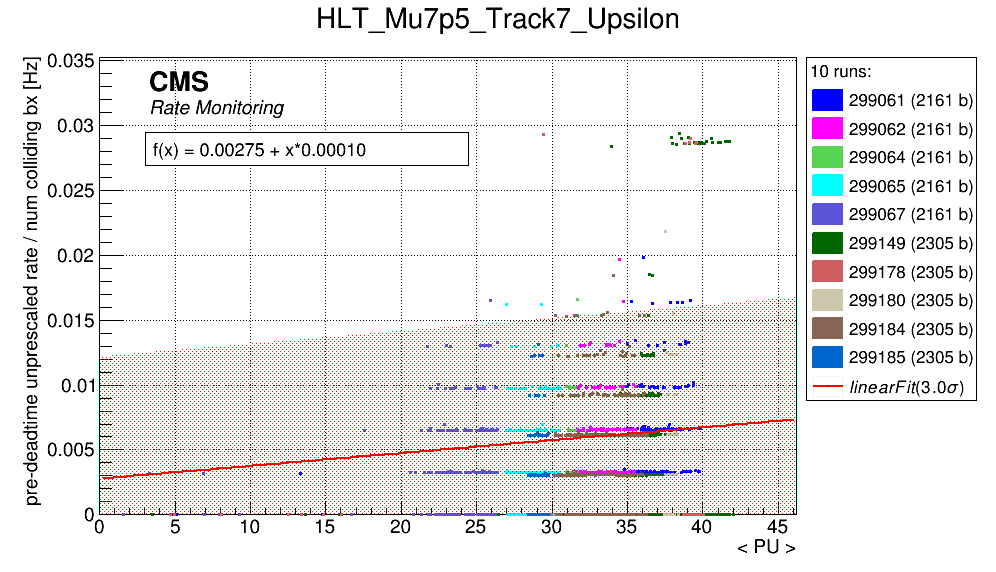 HLT_Mu7p5_Track7_Upsilon
pre-deadtime unprescaled rate / num colliding bx [Hz]
0.035
0.03
0.025
0.02
0.015
0.01
0.005
0
CMS
Rate Monitoring
f(x) = 0.00275 + x*0.00010
0 5 10 15 20 25 30 35 40 45
< PU >
10 runs:
299061 (2161 b)
299062 (2161 b)
299064 (2161 b)
299065 (2161 b)
299067 (2161 b)
299149 (2305 b)
299178 (2305 b)
299180 (2305 b)
299184 (2305 b)
299185 (2305 b)
linearFit(3.0σ)